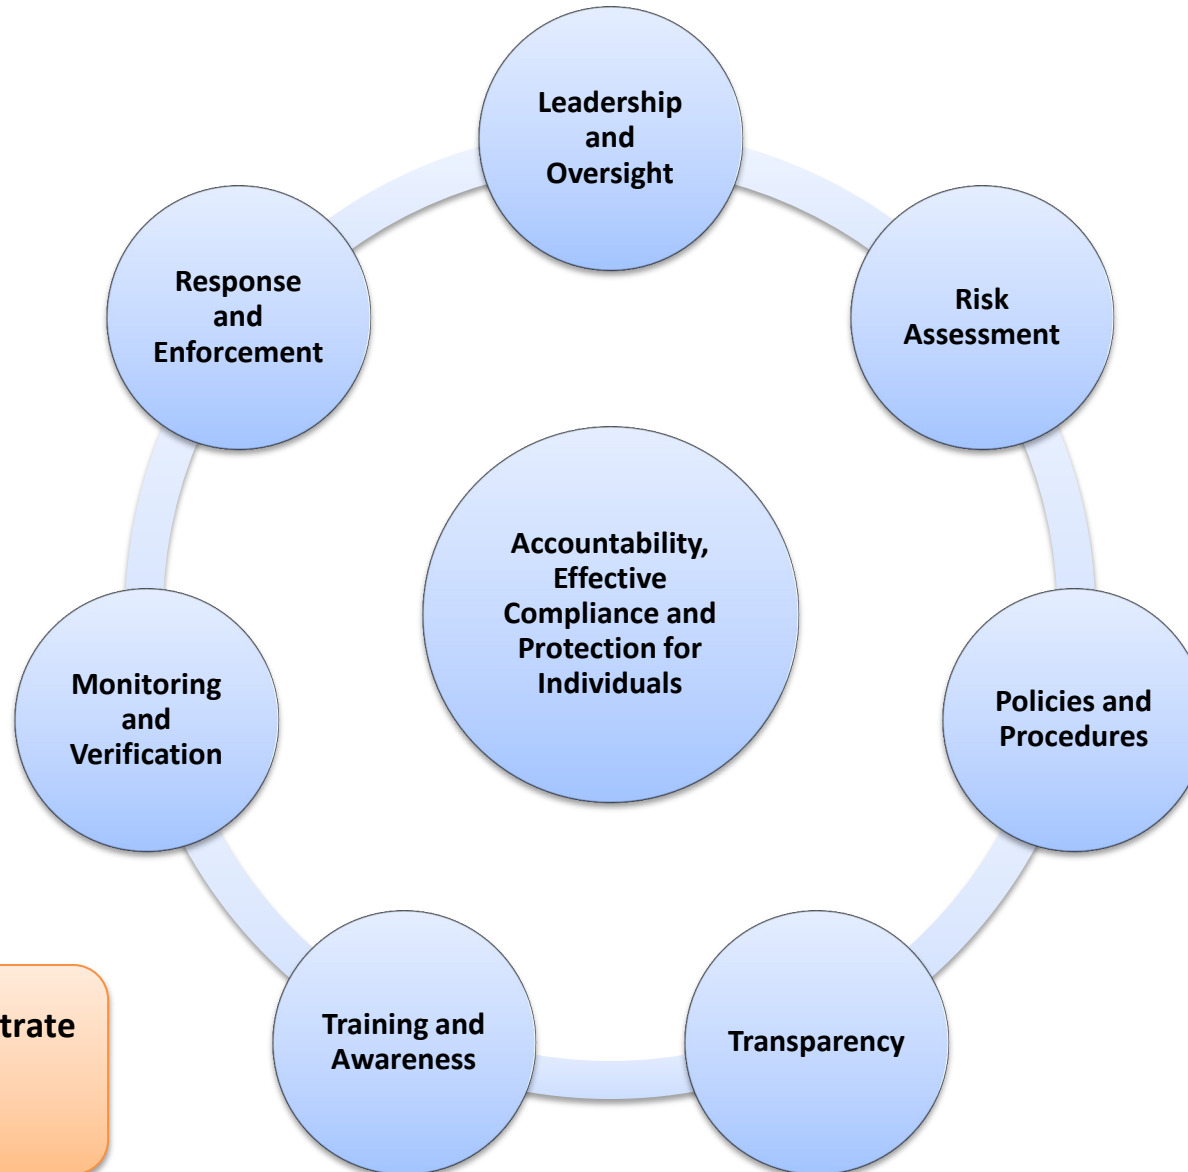 Leadership
and
Oversight
Risk
Assessment
Policies and
Procedures
Transparency
Training and
Awareness
Monitoring
and
Verification
Response
and
Enforcement
Accountability,
Effective
Compliance and
Protection for
Individuals
trate